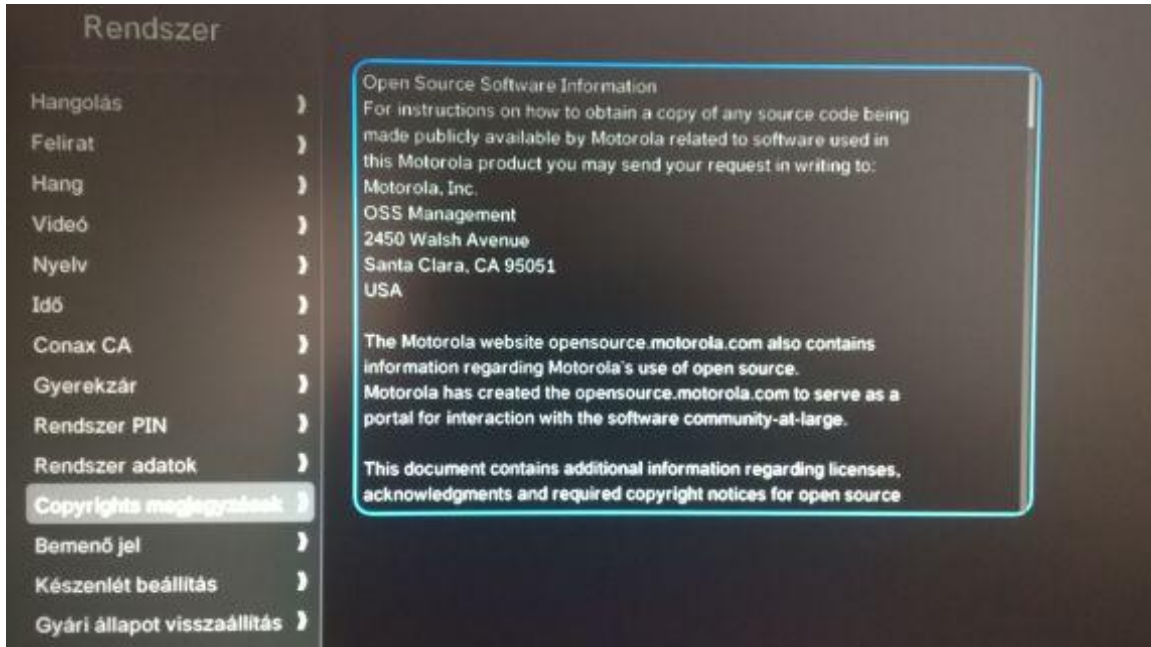 Rendszer
Hangolás
Felirat
Hang
Videó
Nyelv
Idő
Conax CA
Gyerekzár
Rendszer PIN
Rendszer adatok
Copyrights megjegyzések
Bemenő jel
Készenlét beállítás
Gyári állapot visszaállítás
Open Source Software Information
For instructions on how to obtain a copy of any source code being
made publicly available by Motorola related to software used in
this Motorola product you may send your request in writing to:
Motorola, Inc.
OSS Management
2450 Walsh Avenue
Santa Clara, CA 95051
USA
The Motorola website opensource.motorola.com also contains
information regarding Motorola's use of open source.
Motorola has created the opensource.motorola.com to serve as a
portal for interaction with the software community-at-large.
This document contains additional information regarding licenses,
acknowledgments and required copyright notices for open source